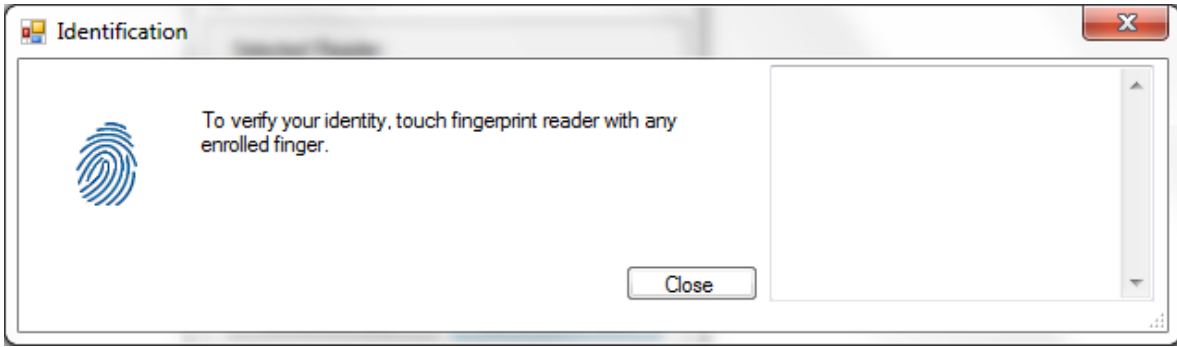 Identification
To verify your identity, touch fingerprint reader with any
enrolled finger.
Close